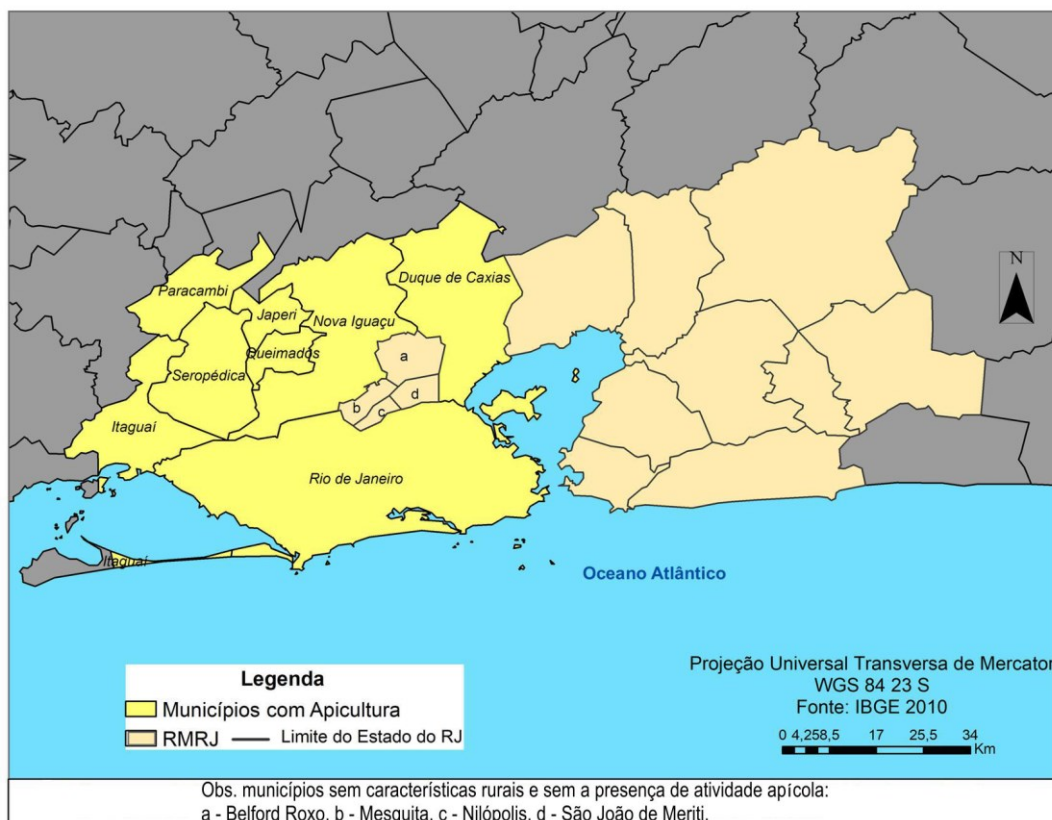 N
Duque de Caxias
Paracambi
Japeri
Nova Iguaçu
Queimados
Seropédica
a
d
b
c
Itaguaí
Rio de Janeiro
Itaguaí
Oceano Atlântico
Legenda
Municípios com Apicultura
RMRJ
Limite do Estado do RJ
Projeção Universal Transversa de Mercator
WGS 84 23 S
Fonte: IBGE 2010
0 4,258,5 17 25,5 34
Km
Obs. municípios sem características rurais e sem a presença de atividade apícola:
a - Belford Roxo, b - Mesquita, c - Nilópolis, d - São João de Meriti.